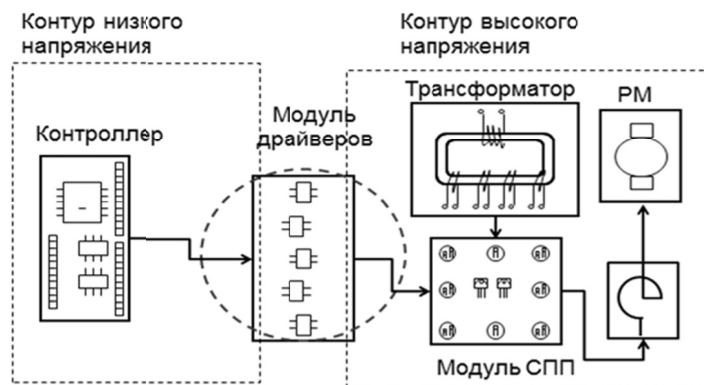 Контур низкого
напряжения
Контур высокого
напряжения
Трансформатор
РМ
Модуль
драйверов
Контроллер
Модуль СПП